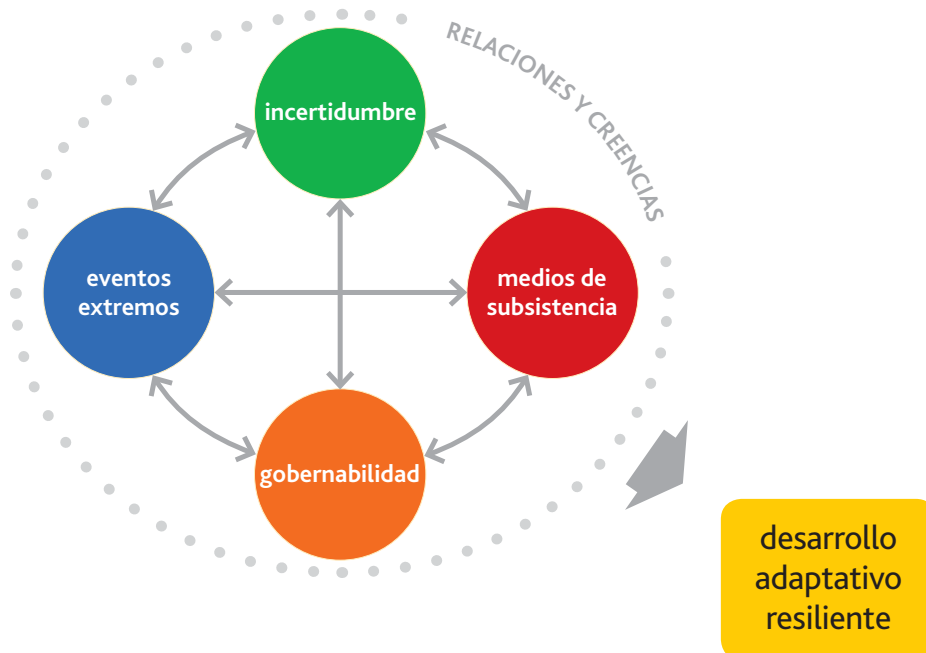 RELACIONES Y CREENCIAS
incertidumbre
eventos
extremos
medios de
subsistencia
gobernabilidad
desarrollo
adaptativo
resiliente